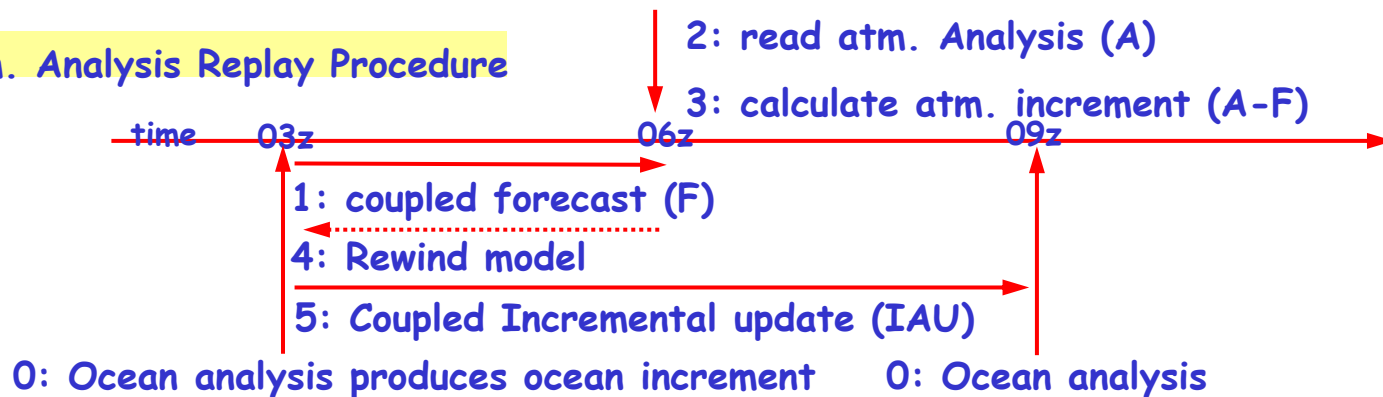 2: read atm. Analysis (A)
. Analysis Replay Procedure
3: calculate atm. increment (A-F)
time 03z 06z 09z
1: coupled forecast (F)
4: Rewind model
5: Coupled Incremental update (IAU)
0: Ocean analysis produces ocean increment 0: Ocean analysis